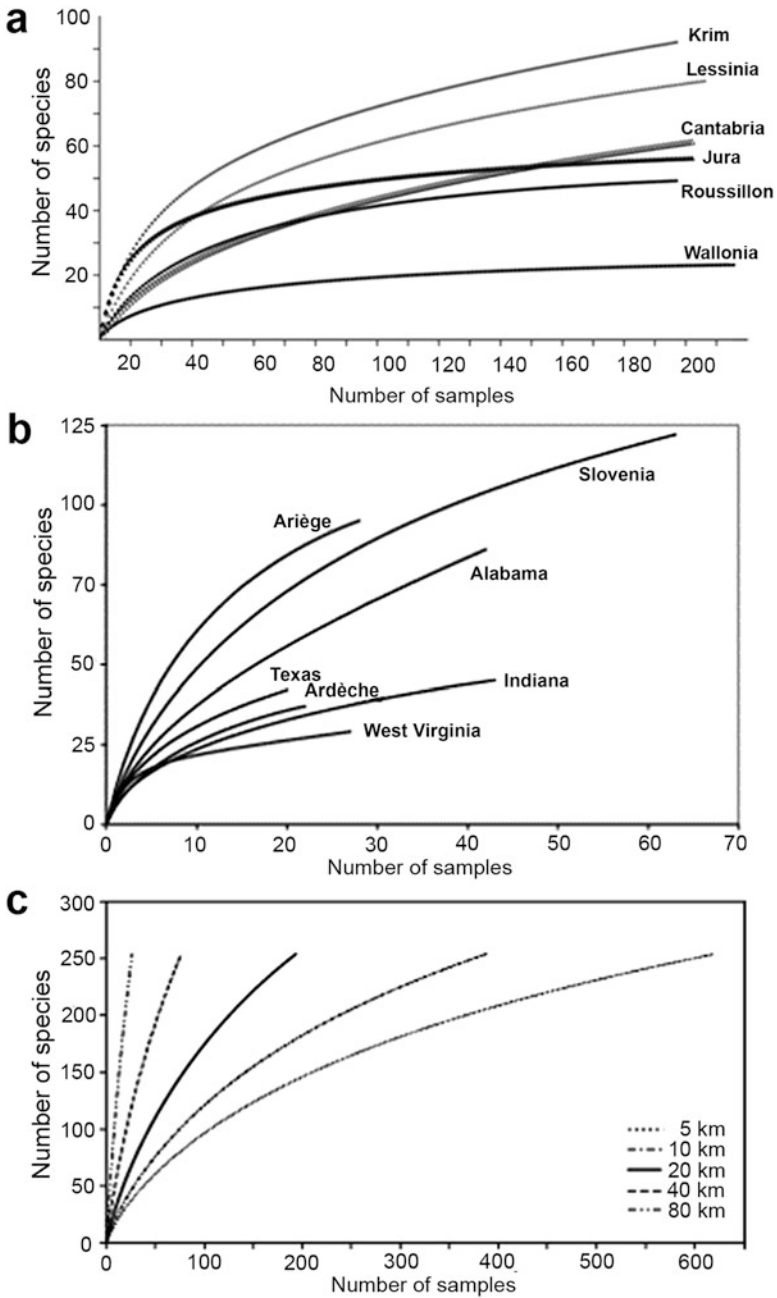 a
100
80
60
40
20
Number of species
Krim
Lessinia
Cantabria
Jura
Roussillon
Wallonia
20 40 60 80 100 120 140 160 180 200
Number of samples
b
125
100
70
50
25
0
Number of species
Slovenia
Ariège
Alabama
Texas
Ardèche
Indiana
West Virginia
0 10 20 30 40 50 60 70
Number of samples
c
300
250
200
150
100
50
0
Number of species
5 km
10 km
20 km
40 km
80 km
0 100 200 300 400 500 600
Number of samples